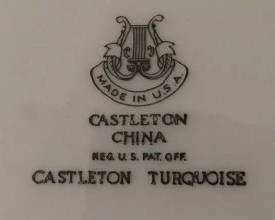 MADE IN U.S.A.
CASTLETON
CHINA
REG. U.S. PAT. OFF.
CASTLETON TURQUOISE